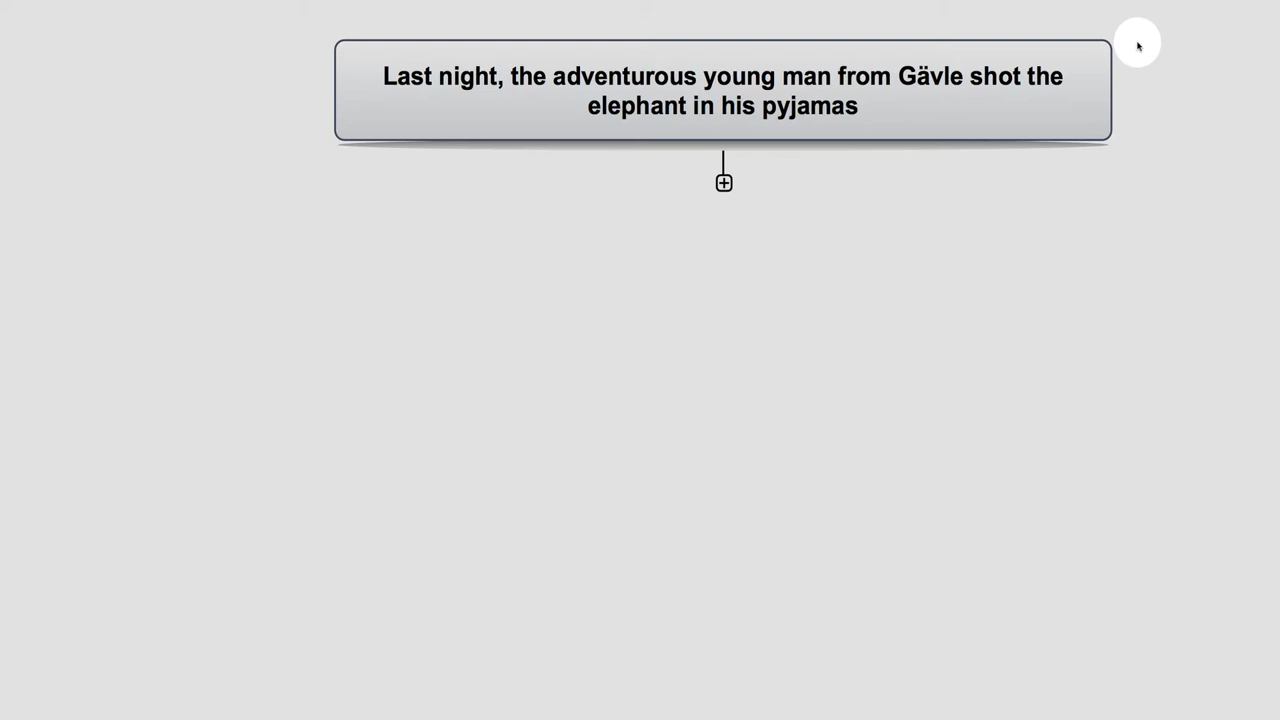 Last night, the adventurous young man from Gävle shot the
elephant in his pyjamas